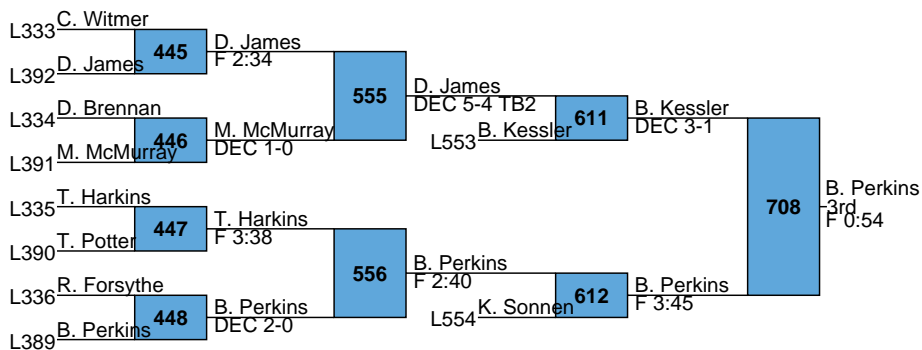 L333 C. Witmer
445
D. James
F 2:34
L392 D. James
555
D. James
DEC 5-4 TB2
L334 D. Brennan
446
M. McMurray
DEC 1-0
L391 M. McMurray
611
B. Kessler
DEC 3-1
L553 B. Kessler
L335 T. Harkins
447
T. Harkins
F 3:38
L390 T. Potter
708
B. Perkins
3rd
F 0:54
556
B. Perkins
F 2:40
L336 R. Forsythe
448
B. Perkins
DEC 2-0
L389 B. Perkins
612
B. Perkins
F 3:45
L554 K. Sonnen